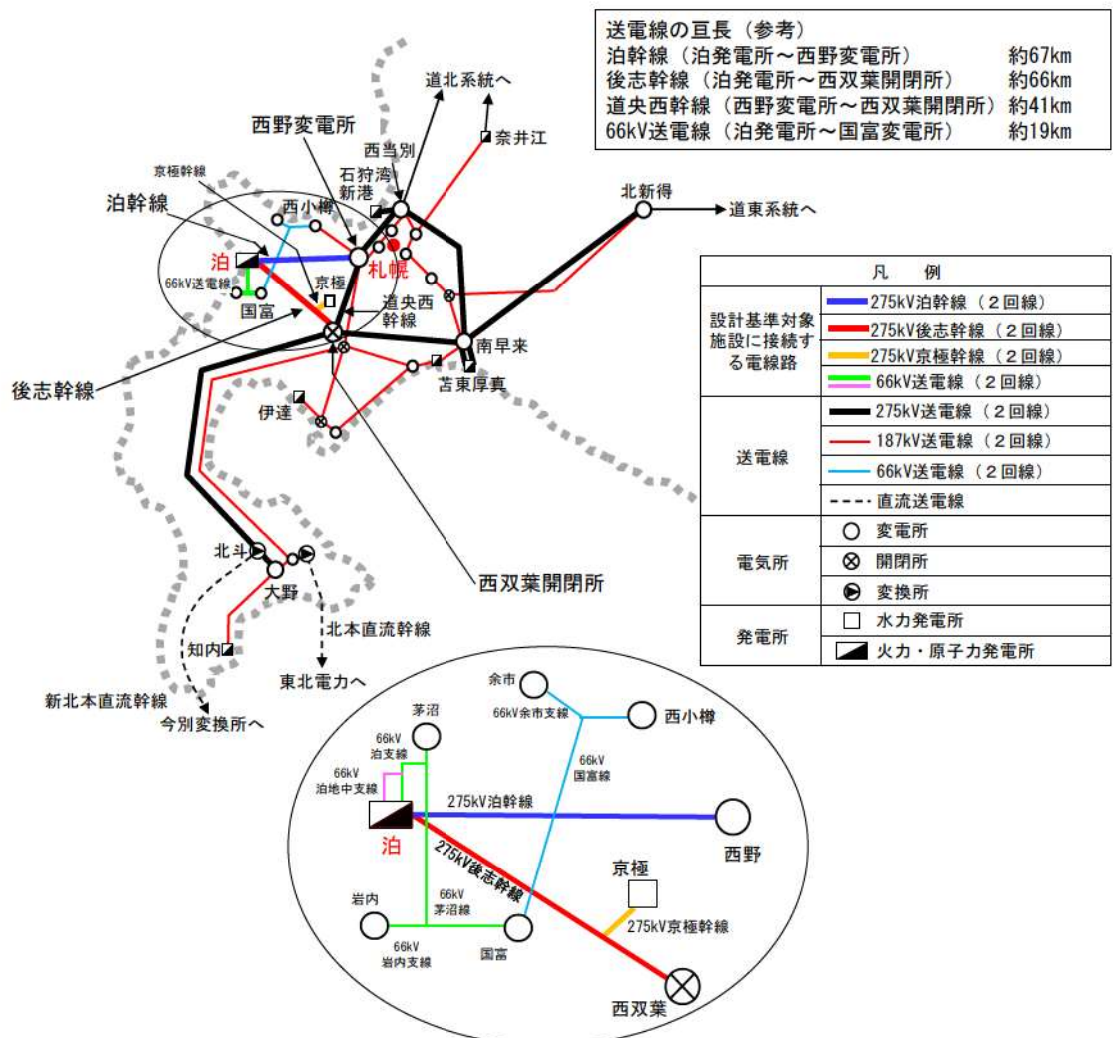 送電線の亘長（参考）
泊幹線（泊発電所～西野変電所） 約67km
後志幹線（泊発電所～西双葉開閉所） 約66km
道央西幹線（西野変電所～西双葉開閉所）約41km
66kV送電線（泊発電所～国富変電所） 約19km
道北系統へ
西野変電所
奈井江
西当別
京極幹線
石狩湾
新港
北新得
泊幹線
西小樽
道東系統へ
泊
札幌
66kV送電線
京極
国富
道央西
幹線
南早来
後志幹線
苫東厚真
伊達
北斗
大野
西双葉開閉所
北本直流幹線
知内
新北本直流幹線
東北電力へ
今別変換所へ
凡 例
設計基準対象
施設に接続す
る電線路
275kV泊幹線（２回線）
275kV後志幹線（２回線）
275kV京極幹線（２回線）
66kV送電線（２回線）
送電線
275kV送電線（２回線）
187kV送電線（２回線）
66kV送電線（２回線）
直流送電線
電気所
変電所
開閉所
変換所
発電所
水力発電所
火力・原子力発電所
余市
66kV余市支線
西小樽
茅沼
66kV
泊支線
66kV
国富線
66kV
泊地中支線
275kV泊幹線
泊
西野
275kV後志幹線
京極
岩内
66kV
茅沼線
275kV京極幹線
66kV
岩内支線
国富
西双葉